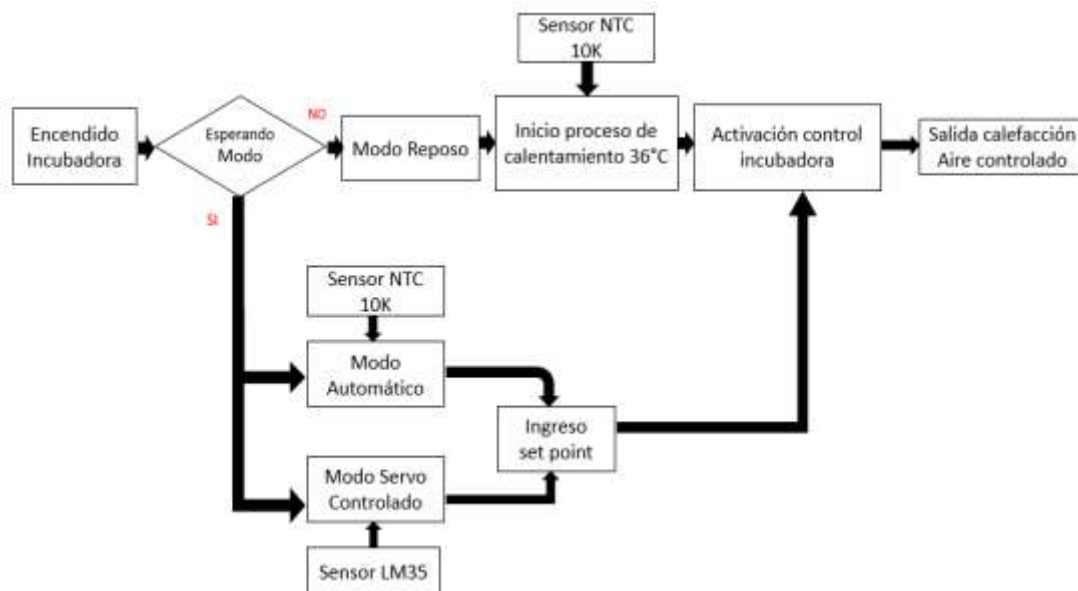 Sensor NTC
10K
Encendido
Incubadora
Esperando
Modo
NO
Modo Reposo
Inicio proceso de
calentamiento 36°C
Activación control
incubadora
Salida calefacción
Aire controlado
SI
Sensor NTC
10K
Modo
Automático
Ingreso
set point
Modo Servo
Controlado
Sensor LM35